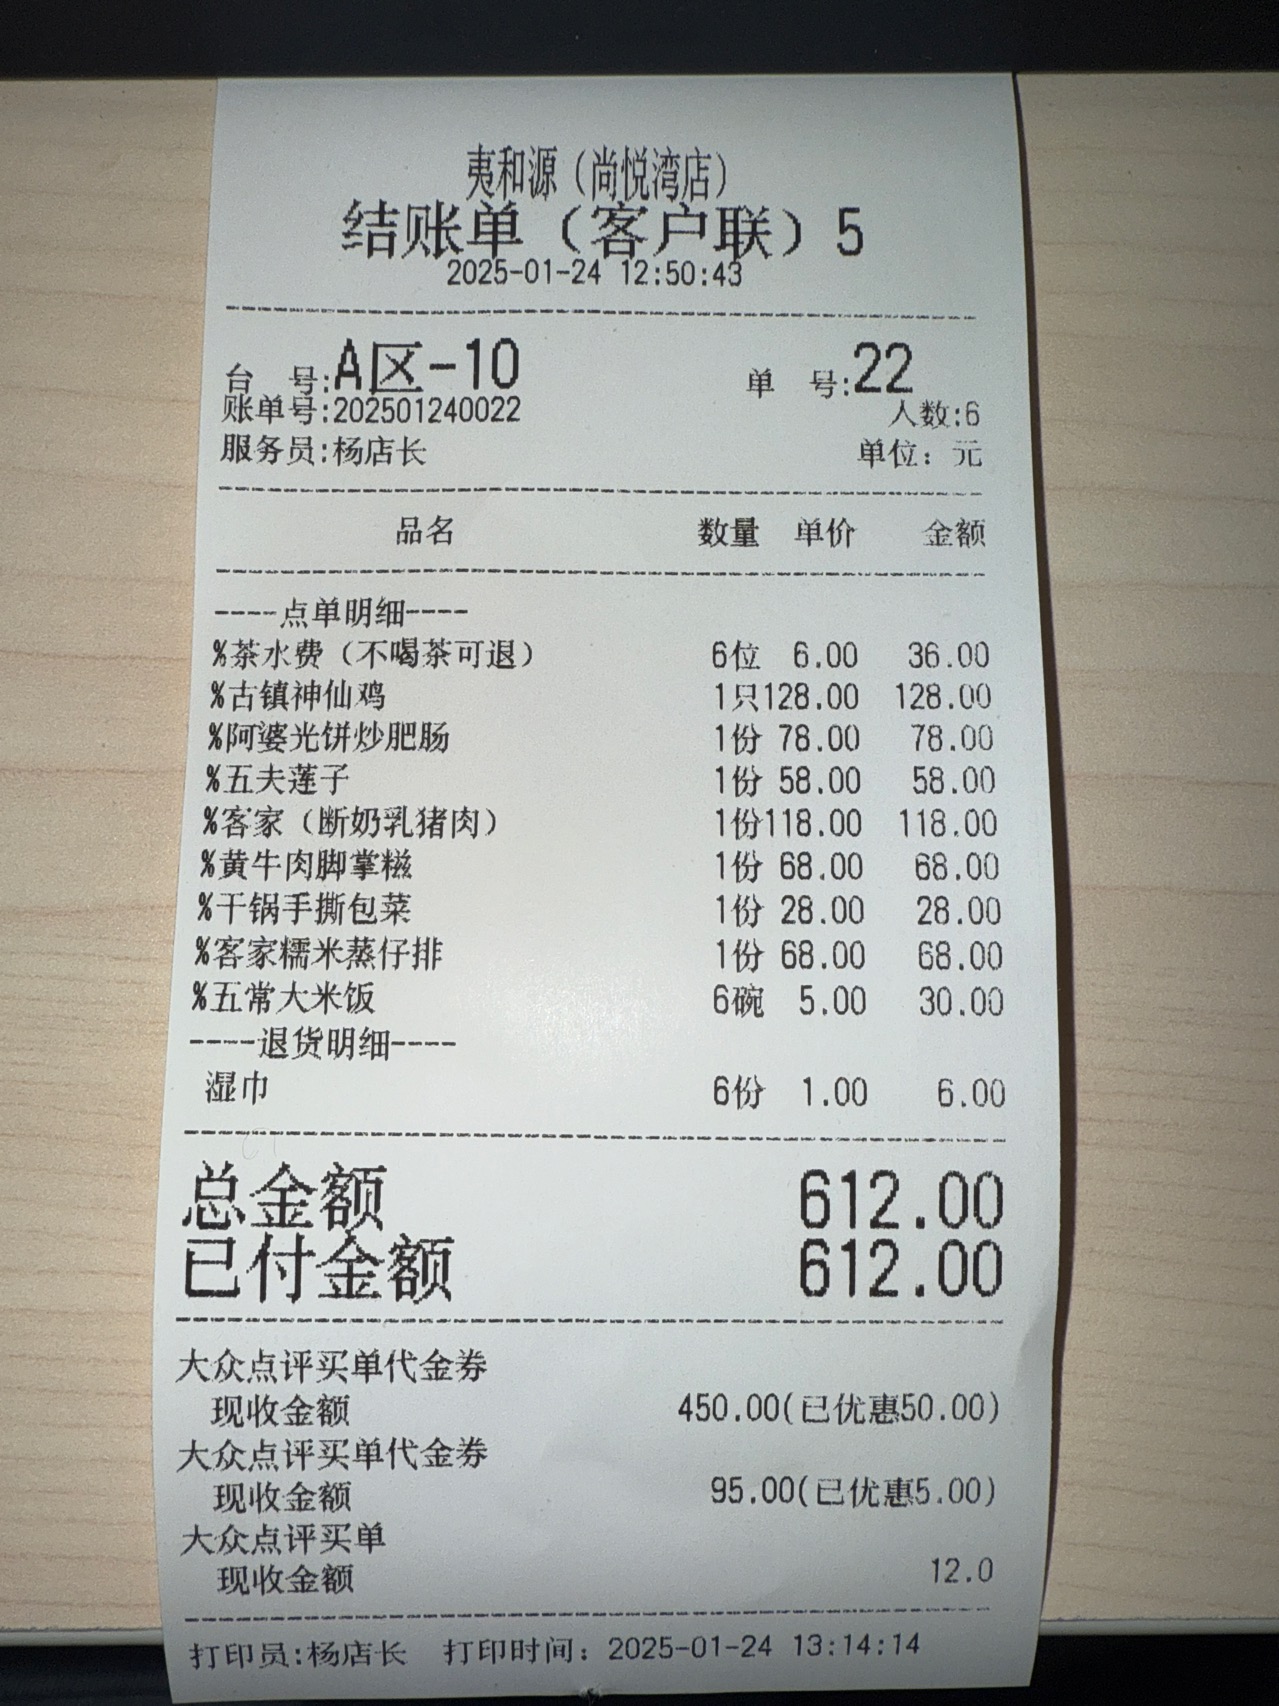 夷和源（尚悦湾店）
结账单（客户联）5
2025-01-24 12:50:43
台 号:A区-10 单 号:22
账单号:202501240022 人数:6
服务员:杨店长 单位：元
品名 数量 单价 金额
----点单明细----
%茶水费（不喝茶可退） 6位 6.00 36.00
%古镇神仙鸡 1只128.00 128.00
%阿婆光饼炒肥肠 1份 78.00 78.00
%五夫莲子 1份 58.00 58.00
%客家（断奶乳猪肉） 1份118.00 118.00
%黄牛肉脚掌糍 1份 68.00 68.00
%干锅手撕包菜 1份 28.00 28.00
%客家糯米蒸仔排 1份 68.00 68.00
%五常大米饭 6碗 5.00 30.00
----退货明细----
湿巾 6份 1.00 6.00
总金额 612.00
已付金额 612.00
大众点评买单代金券
现收金额 450.00(已优惠50.00)
大众点评买单代金券
现收金额 95.00(已优惠5.00)
大众点评买单
现收金额 12.0
打印员:杨店长 打印时间：2025-01-24 13:14:14